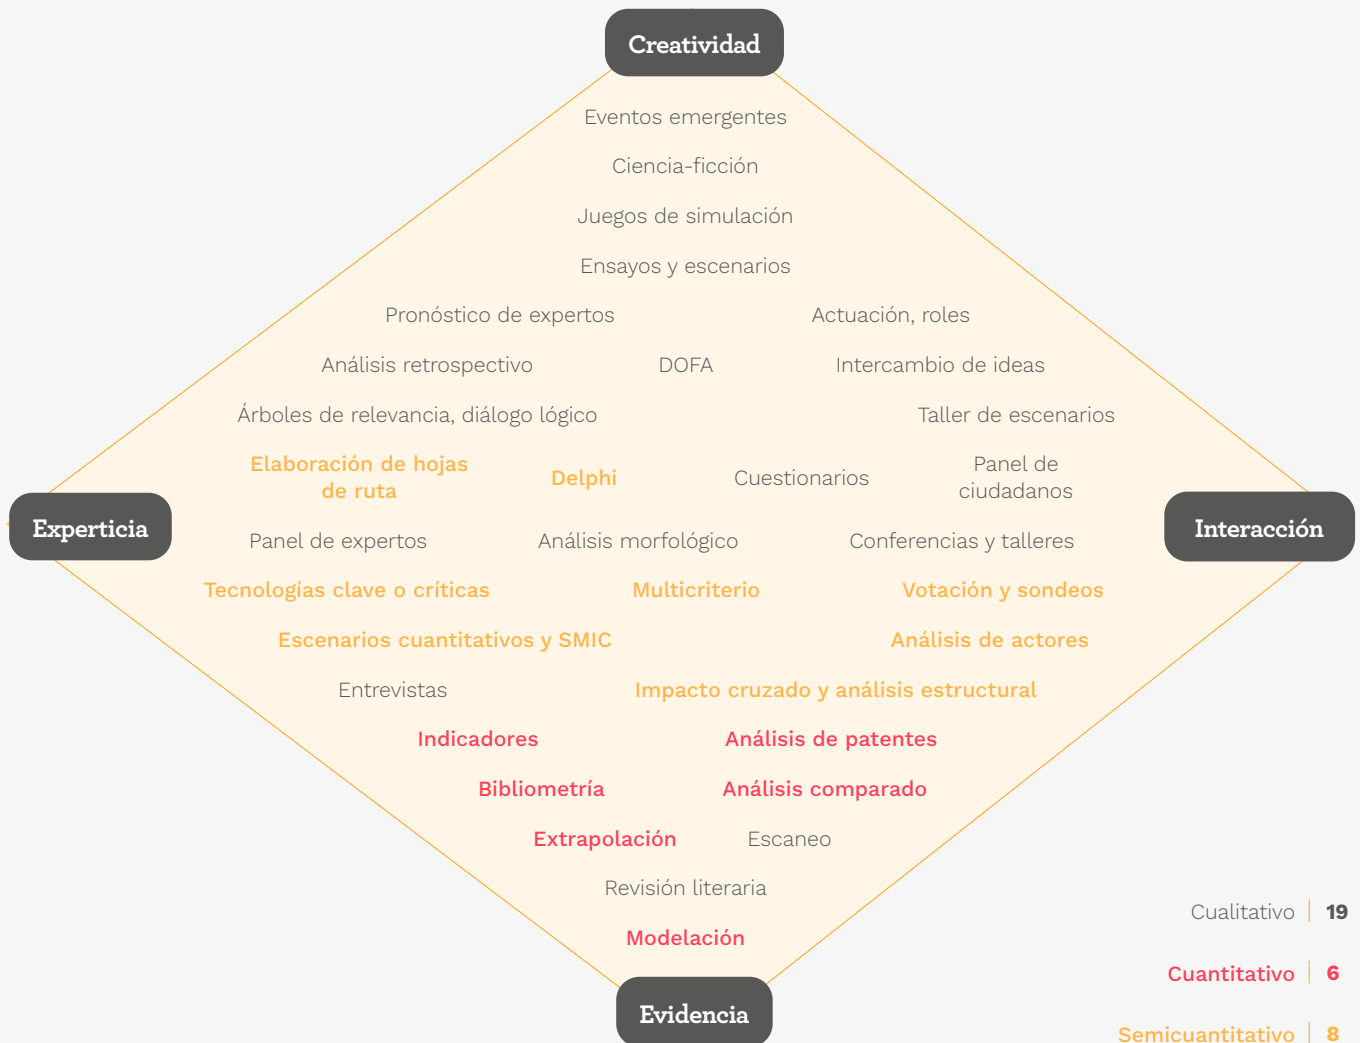 Creatividad
Eventos emergentes
Ciencia-ficción
Juegos de simulación
Ensayos y escenarios
Pronóstico de expertos
Actuación, roles
Análisis retrospectivo
DOFA
Intercambio de ideas
Árboles de relevancia, diálogo lógico
Taller de escenarios
Elaboración de hojas
de ruta
Delphi
Cuestionarios
Panel de
ciudadanos
Experticia
Interacción
Panel de expertos
Análisis morfológico
Conferencias y talleres
Tecnologías clave o críticas
Multicriterio
Votación y sondeos
Escenarios cuantitativos y SMIC
Análisis de actores
Entrevistas
Impacto cruzado y análisis estructural
Indicadores
Análisis de patentes
Bibliometría
Análisis comparado
Extrapolación
Escaneo
Revisión literaria
Modelación
Evidencia
Cualitativo 19
Cuantitativo 6
Semicuantitativo 8